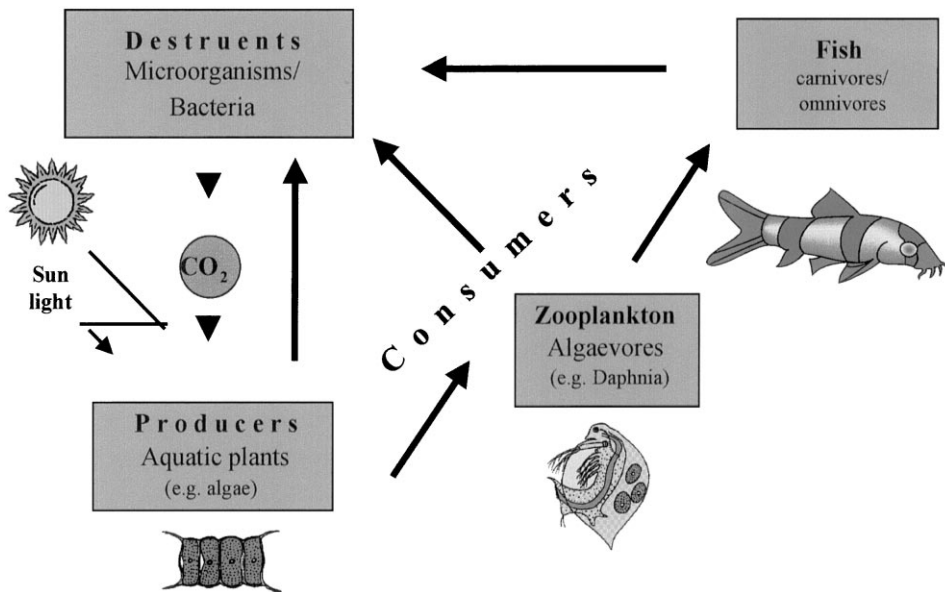 Destruents
Microorganisms/
Bacteria
Fish
carnivores/
omnivores
Sun
light
CO₂
Consumers
Zooplankton
Algaevores
(e.g. Daphnia)
Producers
Aquatic plants
(e.g. algae)